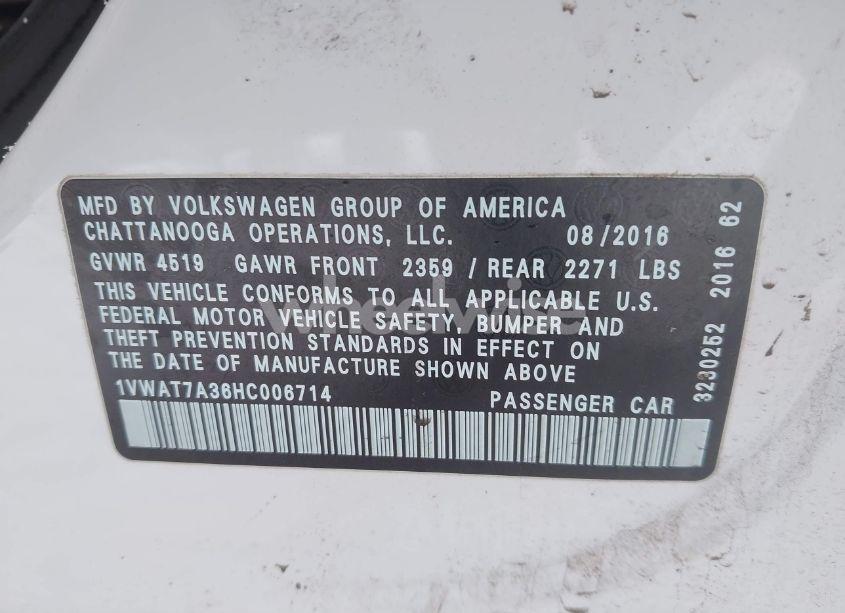 MFD BY VOLKSWAGEN GROUP OF AMERICA
CHATTANOOGA OPERATIONS, LLC. 08/2016
GVWR 4519 GAWR FRONT 2359 / REAR 2271 LBS
THIS VEHICLE CONFORMS TO ALL APPLICABLE U.S.
FEDERAL MOTOR VEHICLE SAFETY, BUMPER AND
THEFT PREVENTION STANDARDS IN EFFECT ON
THE DATE OF MANUFACTURE SHOWN ABOVE
1VWAT7A36HC006714 PASSENGER CAR
3230252 2016 62
wheelwise